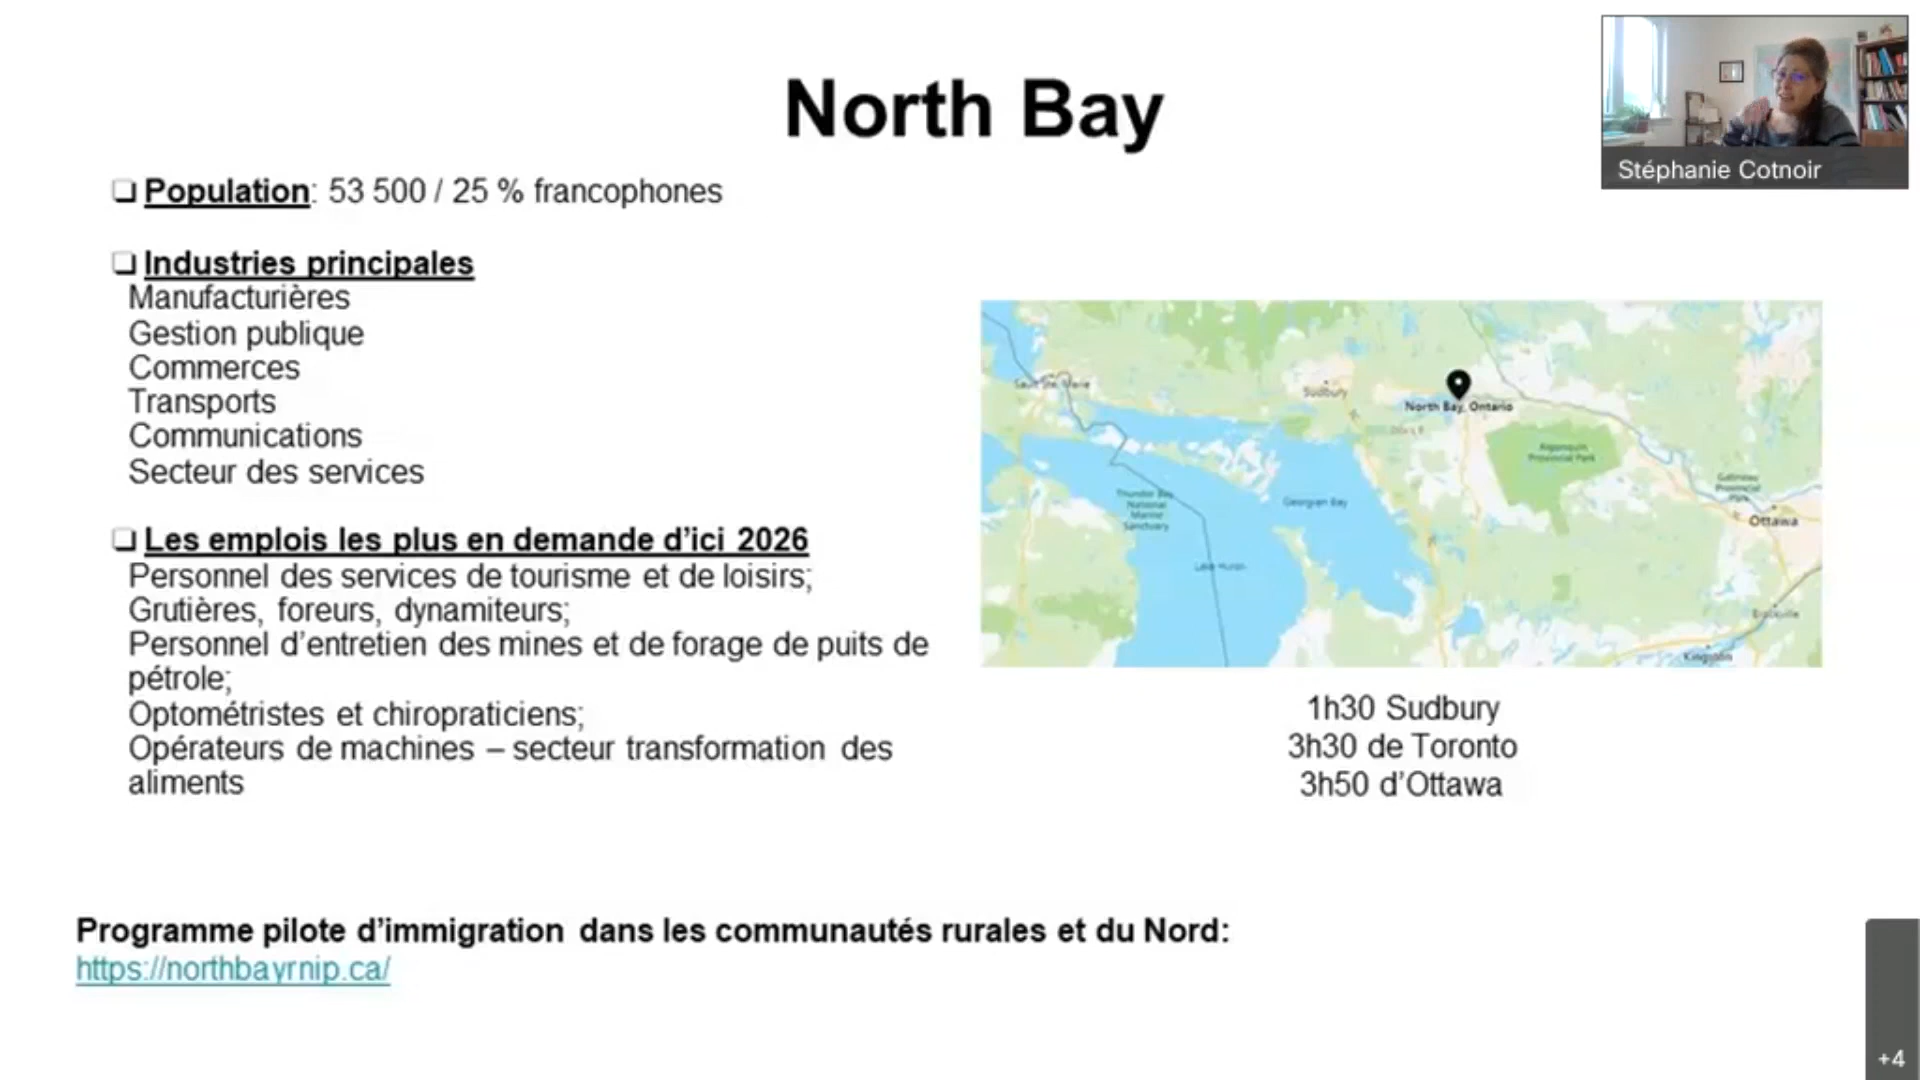 North Bay
Stéphanie Cotnoir
Population: 53 500 / 25 % francophones
Industries principales
Manufacturières
Gestion publique
Commerces
Transports
Communications
Secteur des services
Les emplois les plus en demande d’ici 2026
Personnel des services de tourisme et de loisirs;
Grutières, foreurs, dynamiteurs;
Personnel d’entretien des mines et de forage de puits de
pétrole;
Optométristes et chiropraticiens;
Opérateurs de machines – secteur transformation des
aliments
Sault Ste. Marie
Sudbury
North Bay, Ontario
Algonquin
Provincial Park
Thunder Bay
National
Marine
Sanctuary
Georgian Bay
Gatineau
Provincial
Park
Ottawa
Lake Huron
Brockville
Kingston
1h30 Sudbury
3h30 de Toronto
3h50 d’Ottawa
Programme pilote d’immigration dans les communautés rurales et du Nord:
https://northbayrnip.ca/
+4